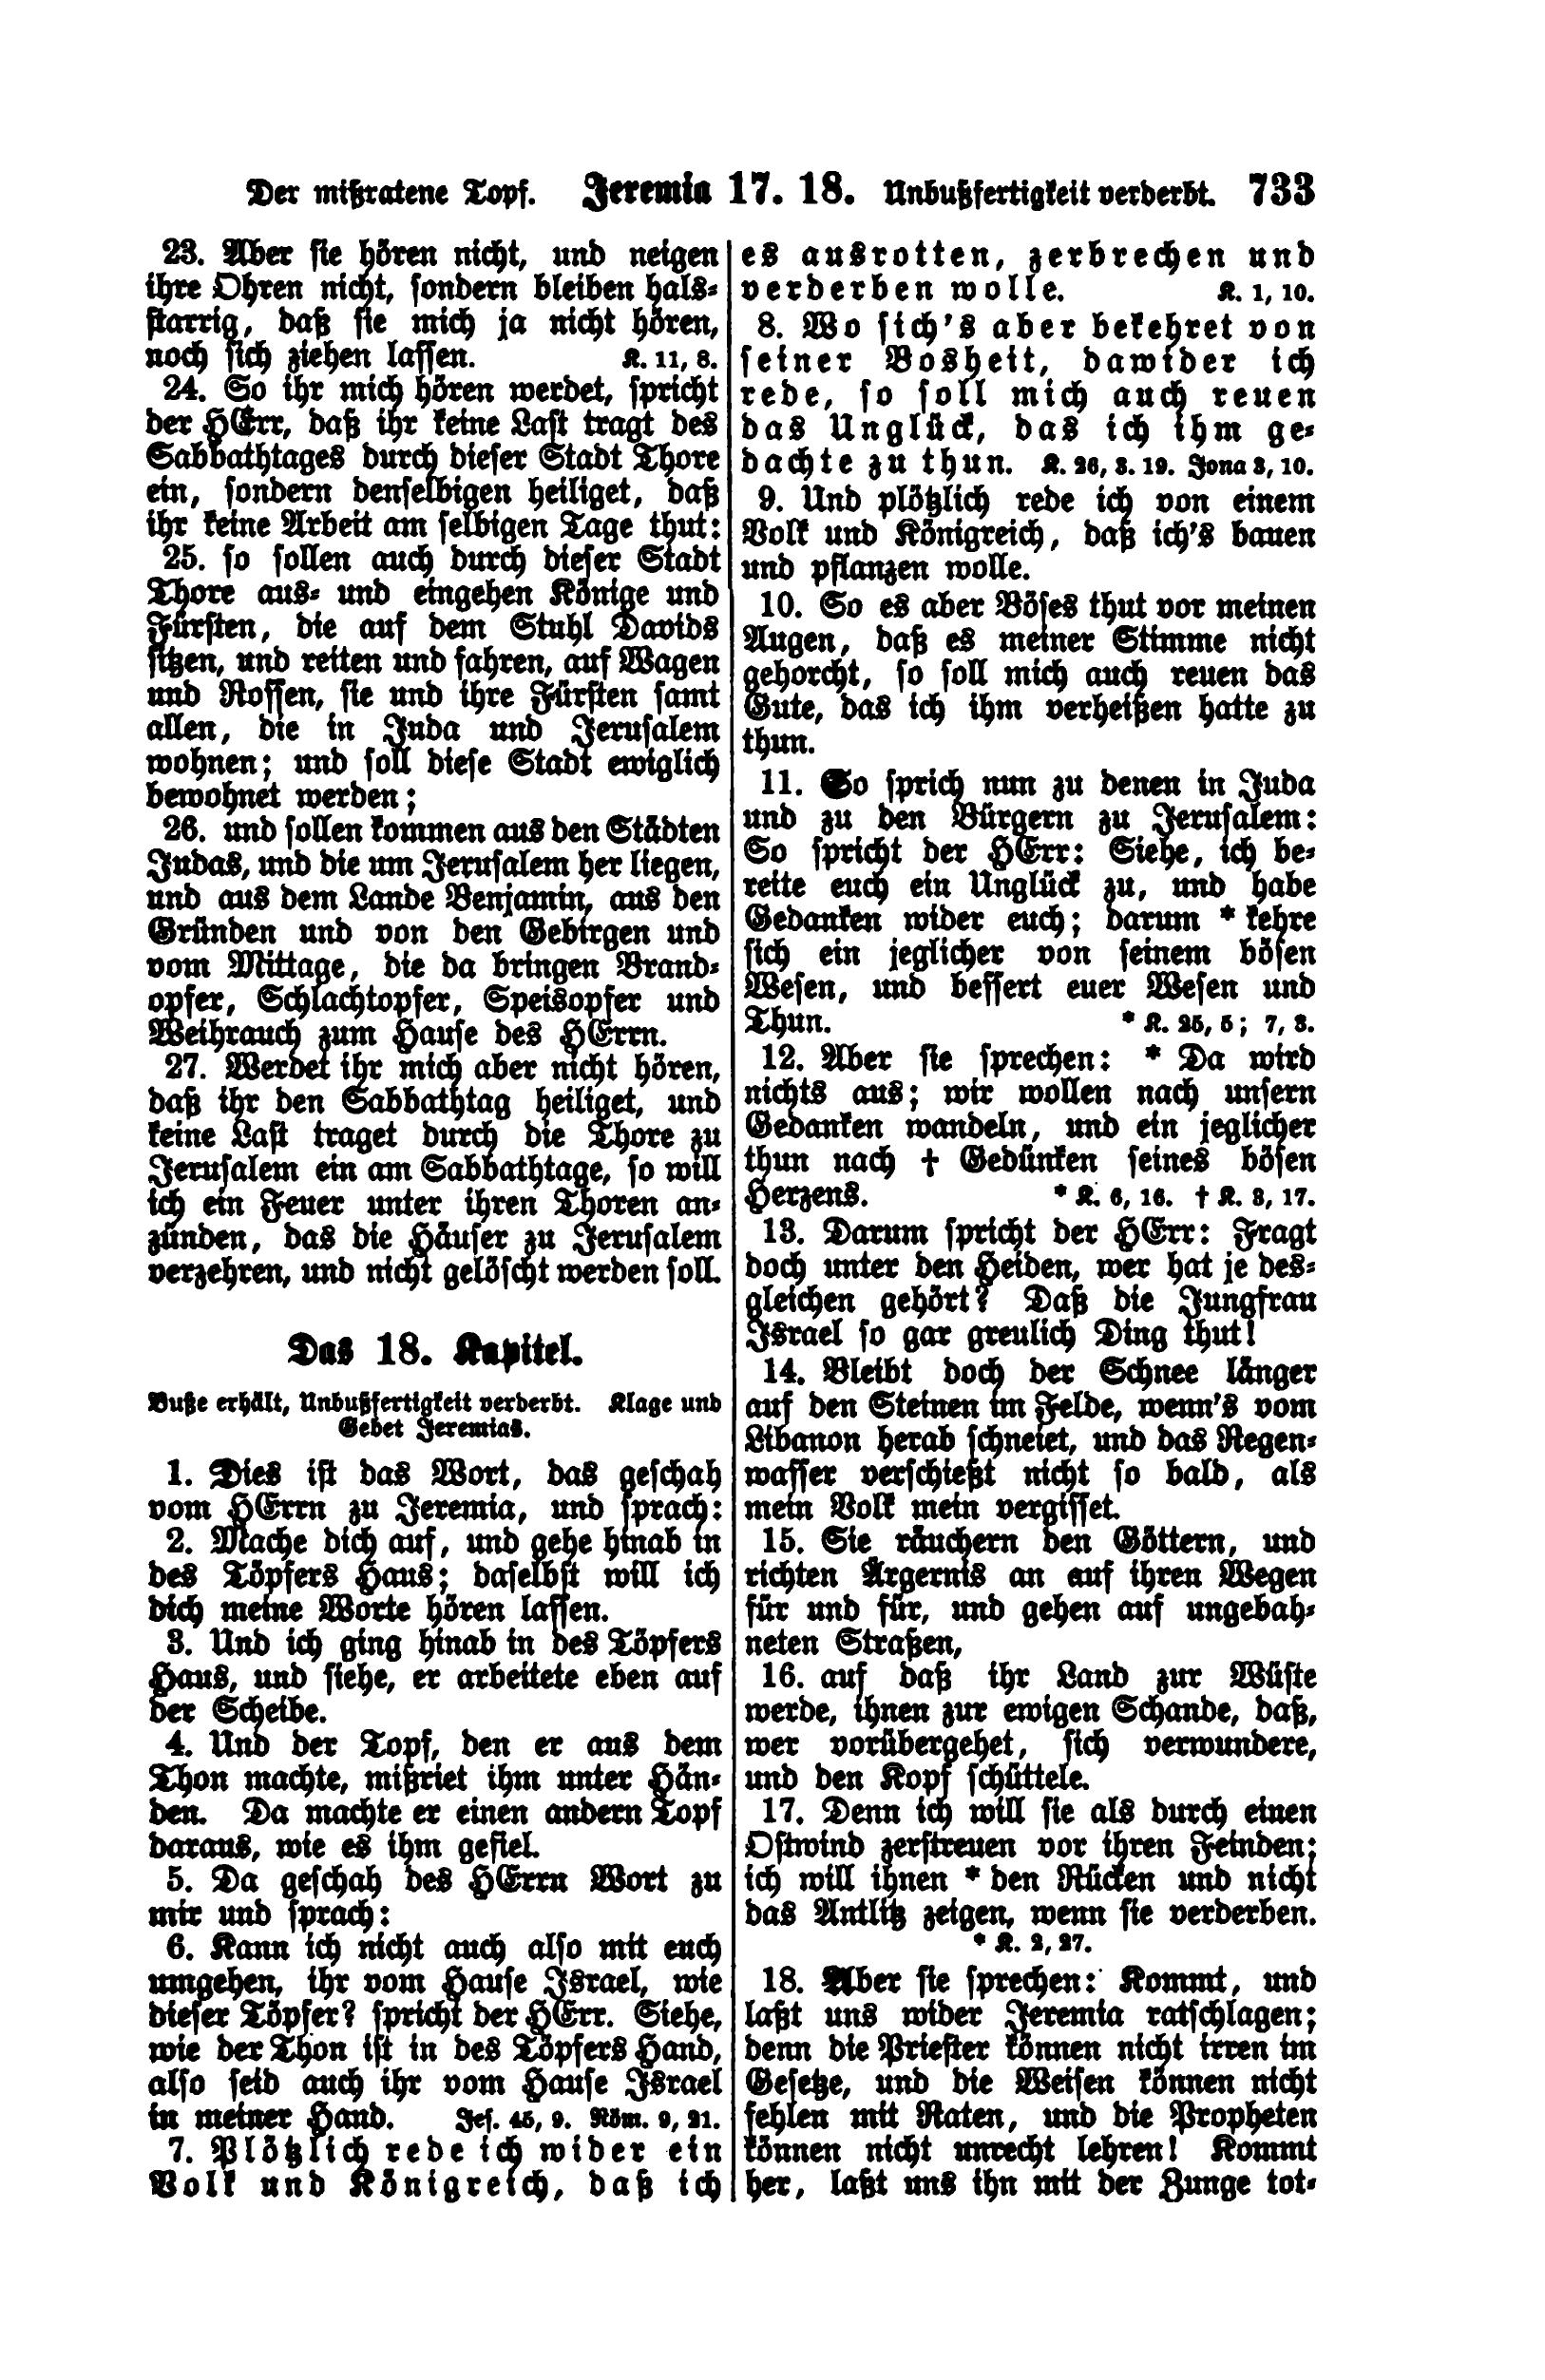 Der mißratene Topf. Jeremia 17. 18. Unbußfertigkeit verderbt. 733
23. Aber sie hören nicht, und neigen
ihre Ohren nicht, sondern bleiben hals-
starrig, daß sie mich ja nicht hören,
noch sich ziehen lassen. K. 11, 8.
24. So ihr mich hören werdet, spricht
der HErr, daß ihr keine Last tragt des
Sabbathtages durch dieser Stadt Thore
ein, sondern denselbigen heiliget, daß
ihr keine Arbeit am selbigen Tage thut:
25. so sollen auch durch dieser Stadt
Thore aus- und eingehen Könige und
Fürsten, die auf dem Stuhl Davids
sitzen, und reiten und fahren, auf Wagen
und Rossen, sie und ihre Fürsten samt
allen, die in Juda und Jerusalem
wohnen; und soll diese Stadt ewiglich
bewohnet werden;
26. und sollen kommen aus den Städten
Judas, und die um Jerusalem her liegen,
und aus dem Lande Benjamin, aus den
Gründen und von den Gebirgen und
vom Mittage, die da bringen Brand-
opfer, Schlachtopfer, Speisopfer und
Weihrauch zum Hause des HErrn.
27. Werdet ihr mich aber nicht hören,
daß ihr den Sabbathtag heiliget, und
keine Last traget durch die Thore zu
Jerusalem ein am Sabbathtage, so will
ich ein Feuer unter ihren Thoren an-
zünden, das die Häuser zu Jerusalem
verzehren, und nicht gelöscht werden soll.
Das 18. Kapitel.
Buße erhält, Unbußfertigkeit verderbt. Klage und
Gebet Jeremias.
1. Dies ist das Wort, das geschah
vom HErrn zu Jeremia, und sprach:
2. Mache dich auf, und gehe hinab in
des Töpfers Haus; daselbst will ich
dich meine Worte hören lassen.
3. Und ich ging hinab in des Töpfers
Haus, und siehe, er arbeitete eben auf
der Scheibe.
4. Und der Topf, den er aus dem
Thon machte, mißriet ihm unter Hän-
den. Da machte er einen andern Topf
daraus, wie es ihm gefiel.
5. Da geschah des HErrn Wort zu
mir und sprach:
6. Kann ich nicht auch also mit euch
umgehen, ihr vom Hause Israel, wie
dieser Töpfer? spricht der HErr. Siehe,
wie der Thon ist in des Töpfers Hand,
also seid auch ihr vom Hause Israel
in meiner Hand. Jes. 45, 9. Röm. 9, 21.
7. Plötzlich rede ich wider ein
Volk und Königreich, daß ich
es ausrotten, zerbrechen und
verderben wolle. K. 1, 10.
8. Wo sich's aber bekehret von
seiner Bosheit, dawider ich
rede, so soll mich auch reuen
das Unglück, das ich ihm ge-
dachte zu thun. K. 26, 3. 19. Jona 3, 10.
9. Und plötzlich rede ich von einem
Volk und Königreich, daß ich's bauen
und pflanzen wolle.
10. So es aber Böses thut vor meinen
Augen, daß es meiner Stimme nicht
gehorcht, so soll mich auch reuen das
Gute, das ich ihm verheißen hatte zu
thun.
11. So sprich nun zu denen in Juda
und zu den Bürgern zu Jerusalem:
So spricht der HErr: Siehe, ich be-
reite euch ein Unglück zu, und habe
Gedanken wider euch; darum * kehre
sich ein jeglicher von seinem bösen
Wesen, und bessert euer Wesen und
Thun. * K. 25, 5; 7, 3.
12. Aber sie sprechen: * Da wird
nichts aus; wir wollen nach unsern
Gedanken wandeln, und ein jeglicher
thun nach † Gedünken seines bösen
Herzens. * K. 6, 16. † K. 3, 17.
13. Darum spricht der HErr: Fragt
doch unter den Heiden, wer hat je des-
gleichen gehört? Daß die Jungfrau
Israel so gar greulich Ding thut!
14. Bleibt doch der Schnee länger
auf den Steinen im Felde, wenn's vom
Libanon herab schneiet, und das Regen-
wasser verschießt nicht so bald, als
mein Volk mein vergisset.
15. Sie räuchern den Göttern, und
richten Ärgernis an auf ihren Wegen
für und für, und gehen auf ungebah-
neten Straßen,
16. auf daß ihr Land zur Wüste
werde, ihnen zur ewigen Schande, daß,
wer vorübergehet, sich verwundere,
und den Kopf schüttele.
17. Denn ich will sie als durch einen
Ostwind zerstreuen vor ihren Feinden;
ich will ihnen * den Rücken und nicht
das Antlitz zeigen, wenn sie verderben.
* K. 2, 27.
18. Aber sie sprechen: Kommt, und
laßt uns wider Jeremia ratschlagen;
denn die Priester können nicht irren im
Gesetze, und die Weisen können nicht
fehlen mit Raten, und die Propheten
können nicht unrecht lehren! Kommt
her, laßt uns ihn mit der Zunge tot-